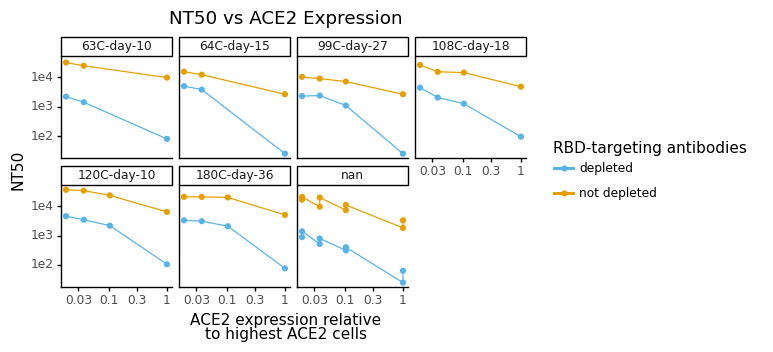 NT50 vs ACE2 Expression
63C-day-10 64C-day-15 99C-day-27 108C-day-18
1e4
1e3
1e2
0.03 0.1 0.3 1
120C-day-10 180C-day-36 nan
1e4
1e3
1e2
0.03 0.1 0.3 1 0.03 0.1 0.3 1 0.03 0.1 0.3 1
NT50
ACE2 expression relative
to highest ACE2 cells
RBD-targeting antibodies
depleted
not depleted